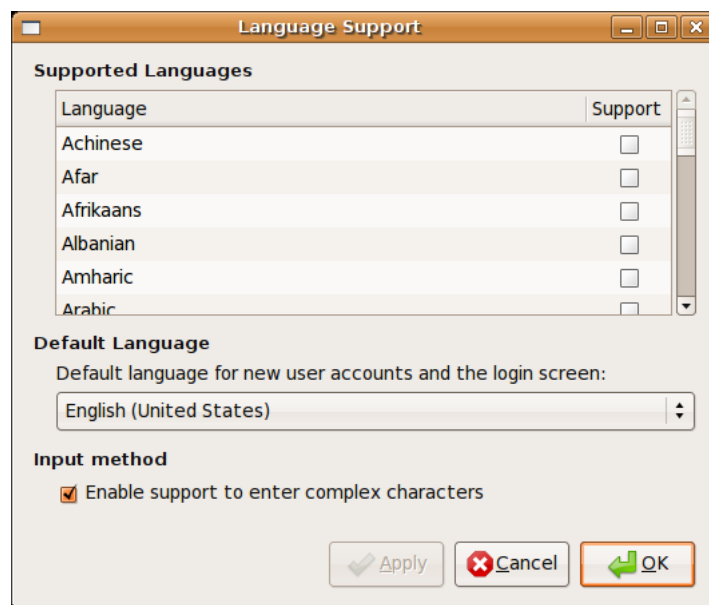 Language Support
Supported Languages
Language Support
Achinese
Afar
Afrikaans
Albanian
Amharic
Arabic
Default Language
Default language for new user accounts and the login screen:
English (United States)
Input method
Enable support to enter complex characters
Apply Cancel OK